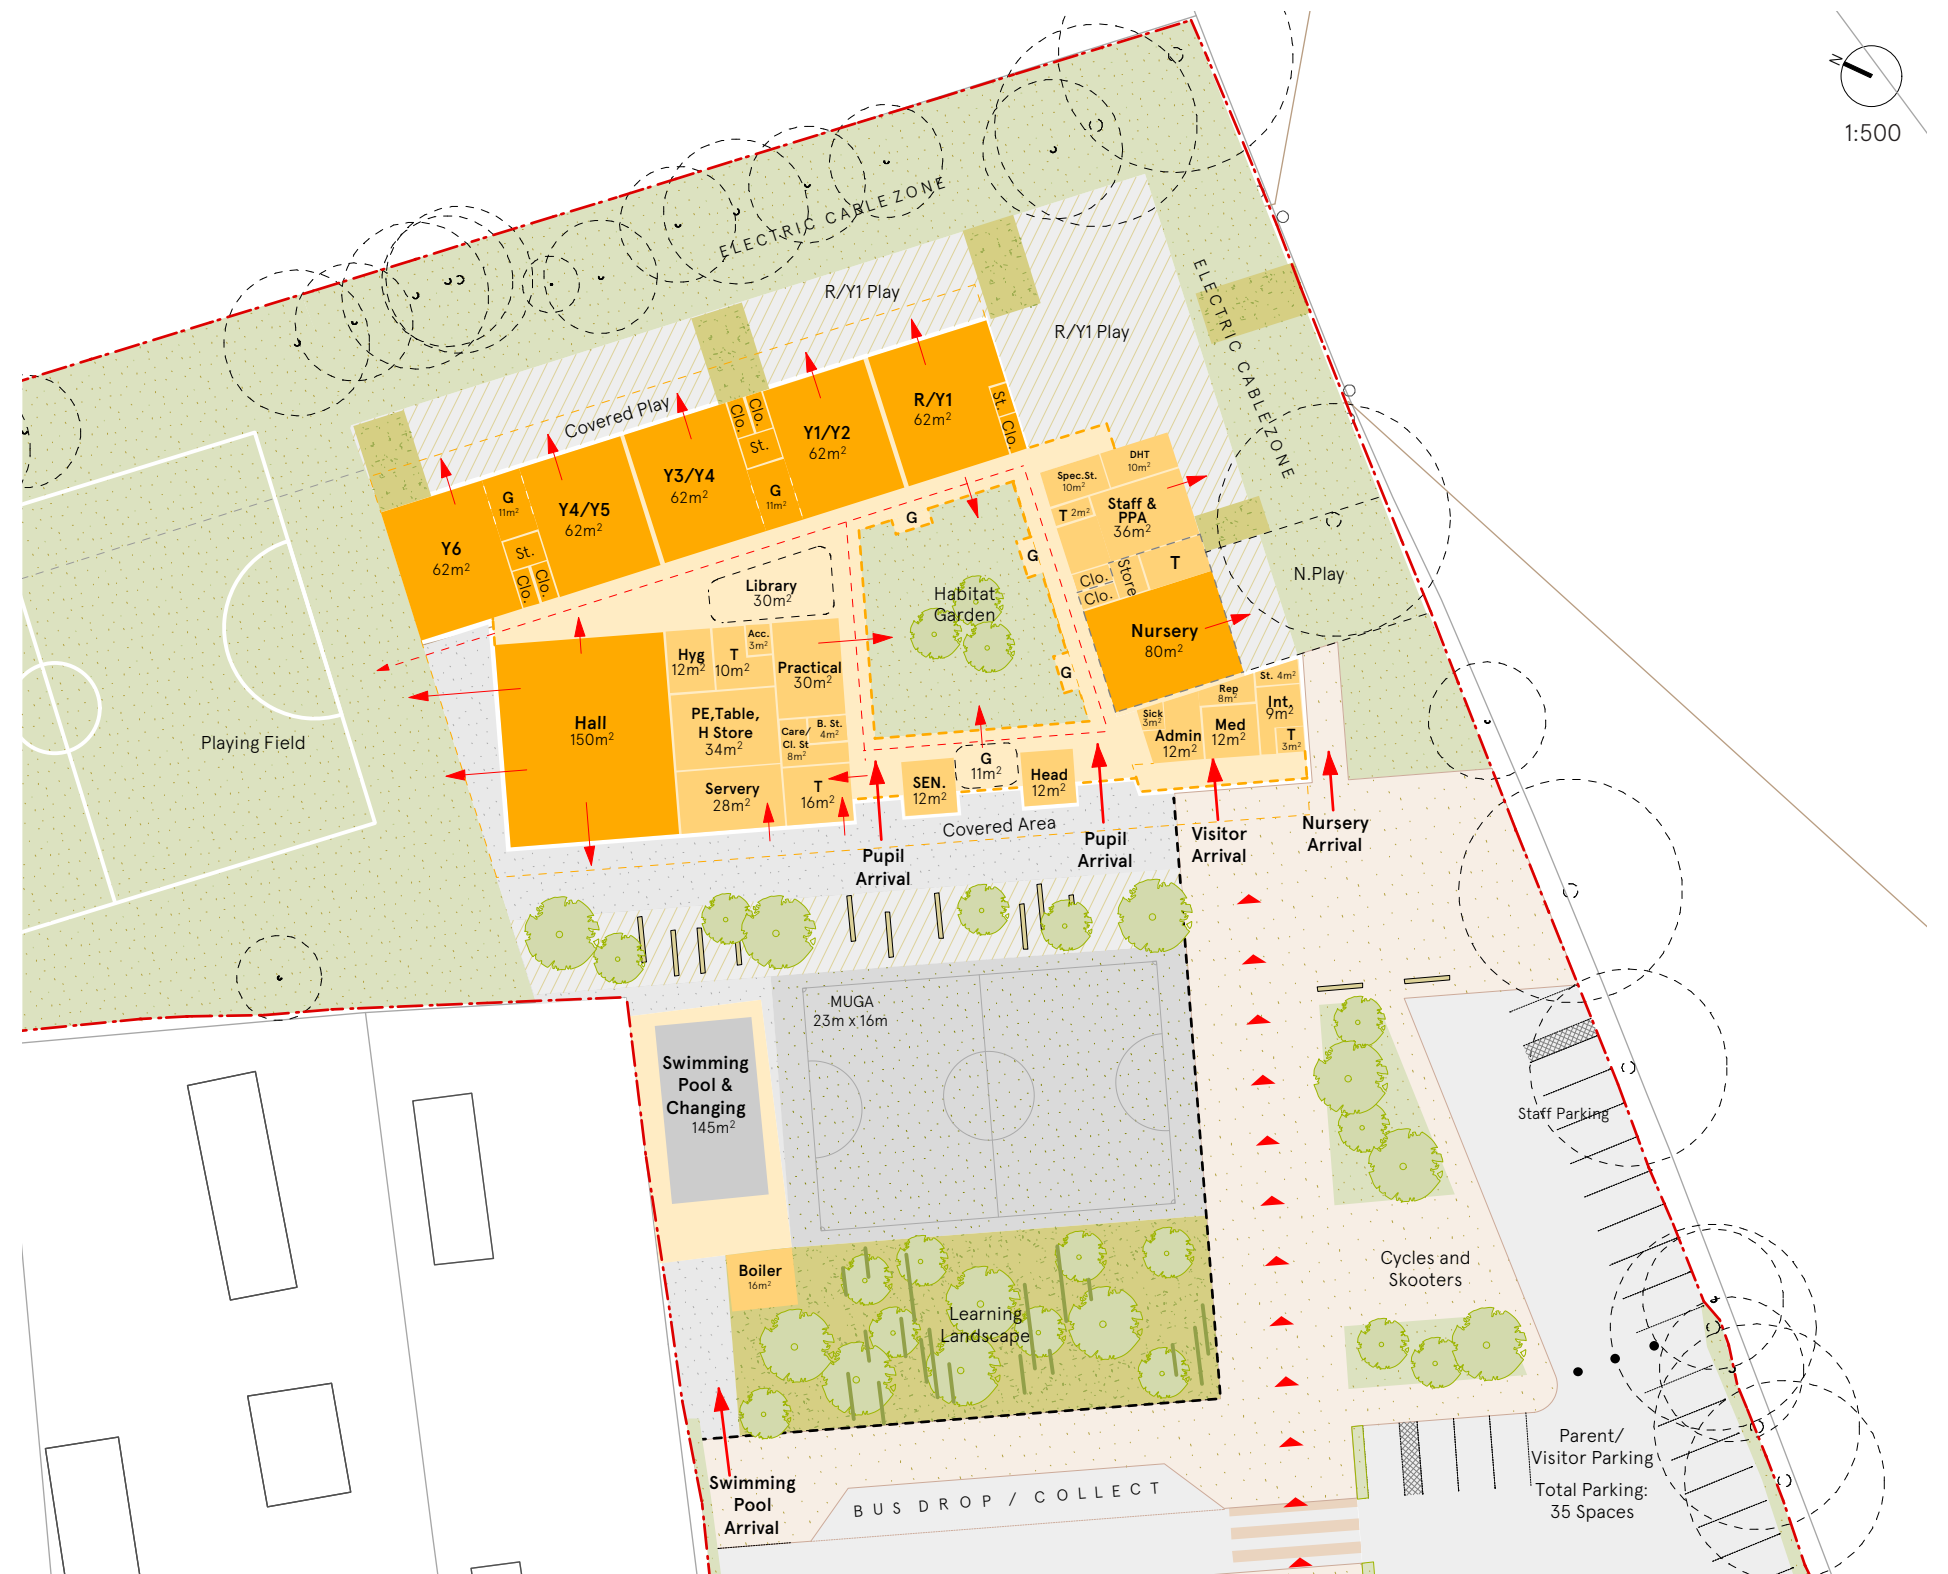 N
1:500
ELECTRIC CABLE ZONE
ELECTRIC CABLE ZONE
R/Y1 Play
R/Y1 Play
Covered Play
R/Y1
62m²
St.
Clo.
Y1/Y2
62m²
Clo.
Clo.
St.
G
11m²
Y3/Y4
62m²
Y4/Y5
62m²
G
11m²
St.
Clo.
Clo.
Y6
62m²
Library
30m²
Habitat
Garden
G
G
G
DHT
10m²
Spec.St.
10m²
T 2m²
Staff &
PPA
36m²
T
Store
Clo.
Clo.
Nursery
80m²
N.Play
Hall
150m²
Hyg
12m²
T
10m²
Acc.
3m²
Practical
30m²
PE,Table,
H Store
34m²
Care/
Cl. St
8m²
B. St.
4m²
Servery
28m²
T
16m²
SEN.
12m²
G
11m²
Head
12m²
Sick
3m²
Admin
12m²
Rep
8m²
Med
12m²
St. 4m²
Int.
9m²
T
3m²
Covered Area
Pupil
Arrival
Pupil
Arrival
Visitor
Arrival
Nursery
Arrival
Playing Field
MUGA
23m x 16m
Swimming
Pool &
Changing
145m²
Boiler
16m²
Learning
Landscape
Staff Parking
Cycles and
Skooters
Parent/
Visitor Parking
Total Parking:
35 Spaces
Swimming
Pool
Arrival
BUS DROP / COLLECT